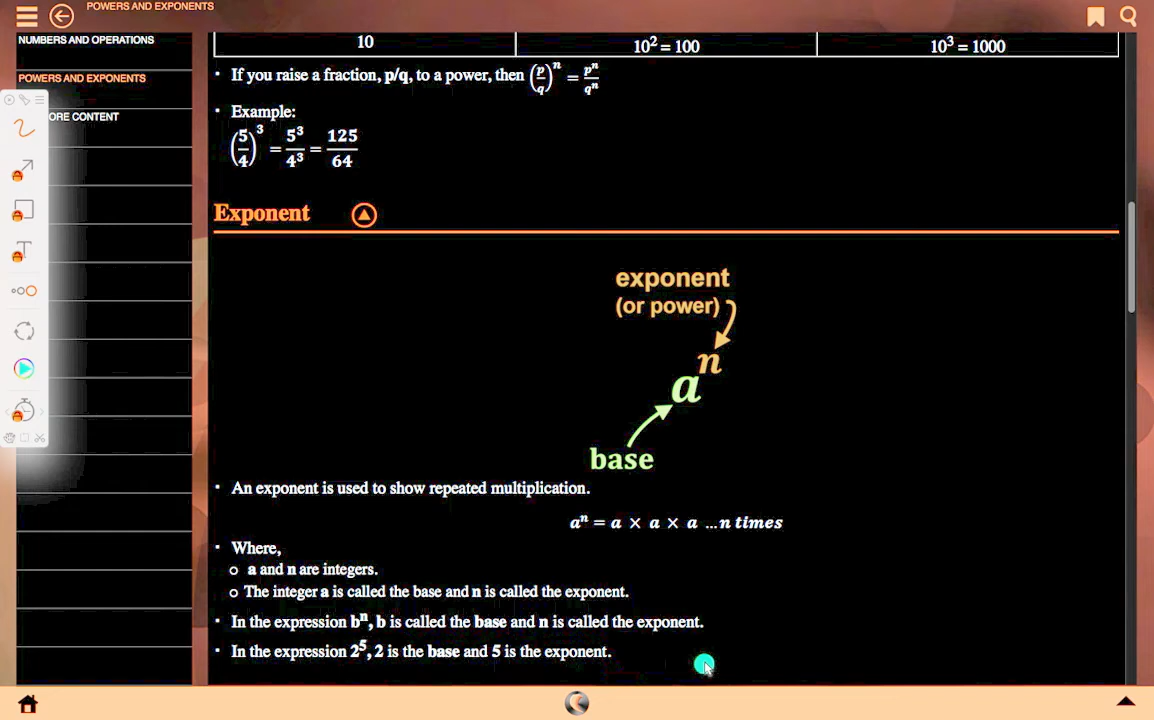 POWERS AND EXPONENTS
NUMBERS AND OPERATIONS
POWERS AND EXPONENTS
ORE CONTENT
10 10² = 100 10³ = 1000
· If you raise a fraction, p/q, to a power, then (p/q)ⁿ = pⁿ/qⁿ
· Example:
(5/4)³ = 5³/4³ = 125/64
Exponent
exponent
(or power)
aⁿ
base
· An exponent is used to show repeated multiplication.
aⁿ = a × a × a ...n times
· Where,
o a and n are integers.
o The integer a is called the base and n is called the exponent.
· In the expression bⁿ, b is called the base and n is called the exponent.
· In the expression 2⁵, 2 is the base and 5 is the exponent.